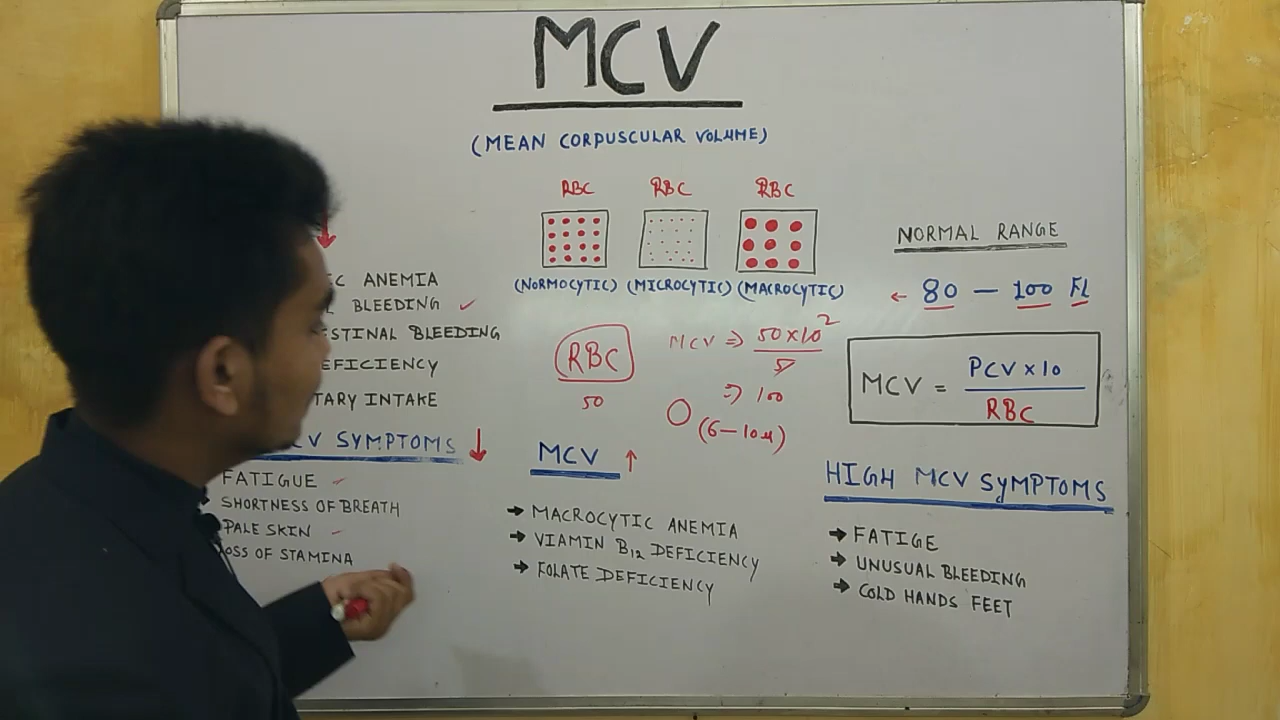 MCV
(MEAN CORPUSCULAR VOLUME)
↓
C ANEMIA
BLEEDING ✓
ESTINAL BLEEDING
EFICIENCY
TARY INTAKE
CV SYMPTOMS ↓
FATIGUE
SHORTNESS OF BREATH
PALE SKIN
OSS OF STAMINA
RBC RBC RBC
(NORMOCYTIC) (MICROCYTIC) (MACROCYTIC)
RBC
50
MCV ⇒ 50×10²
5
⇒ 100
(6-10μ)
MCV ↑
→ MACROCYTIC ANEMIA
→ VIAMIN B12 DEFICIENCY
→ FOLATE DEFICIENCY
NORMAL RANGE
← 80 — 100 FL
MCV = PCV×10
RBC
HIGH MCV SYMPTOMS
→ FATIGE
→ UNUSUAL BLEEDING
→ COLD HANDS FEET